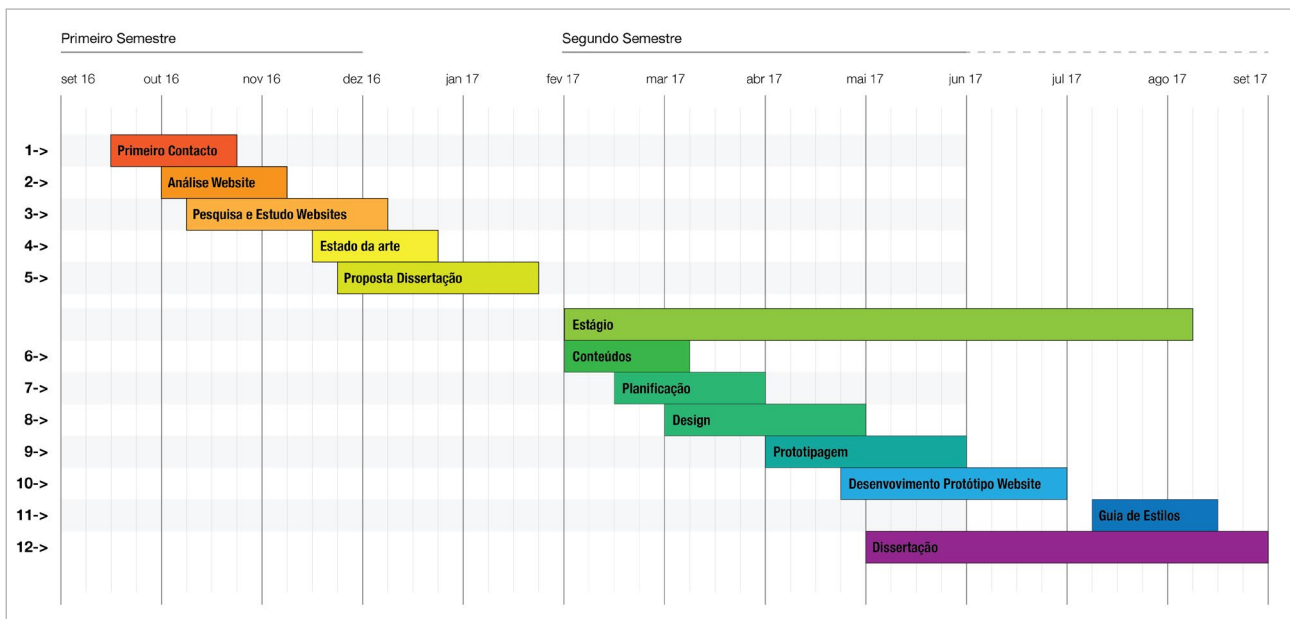 Primeiro Semestre Segundo Semestre
set 16 out 16 nov 16 dez 16 jan 17 fev 17 mar 17 abr 17 mai 17 jun 17 jul 17 ago 17 set 17
1-> Primeiro Contacto
2-> Análise Website
3-> Pesquisa e Estudo Websites
4-> Estado da arte
5-> Proposta Dissertação
Estágio
6-> Conteúdos
7-> Planificação
8-> Design
9-> Prototipagem
10-> Desenvovimento Protótipo Website
11-> Guia de Estilos
12-> Dissertação